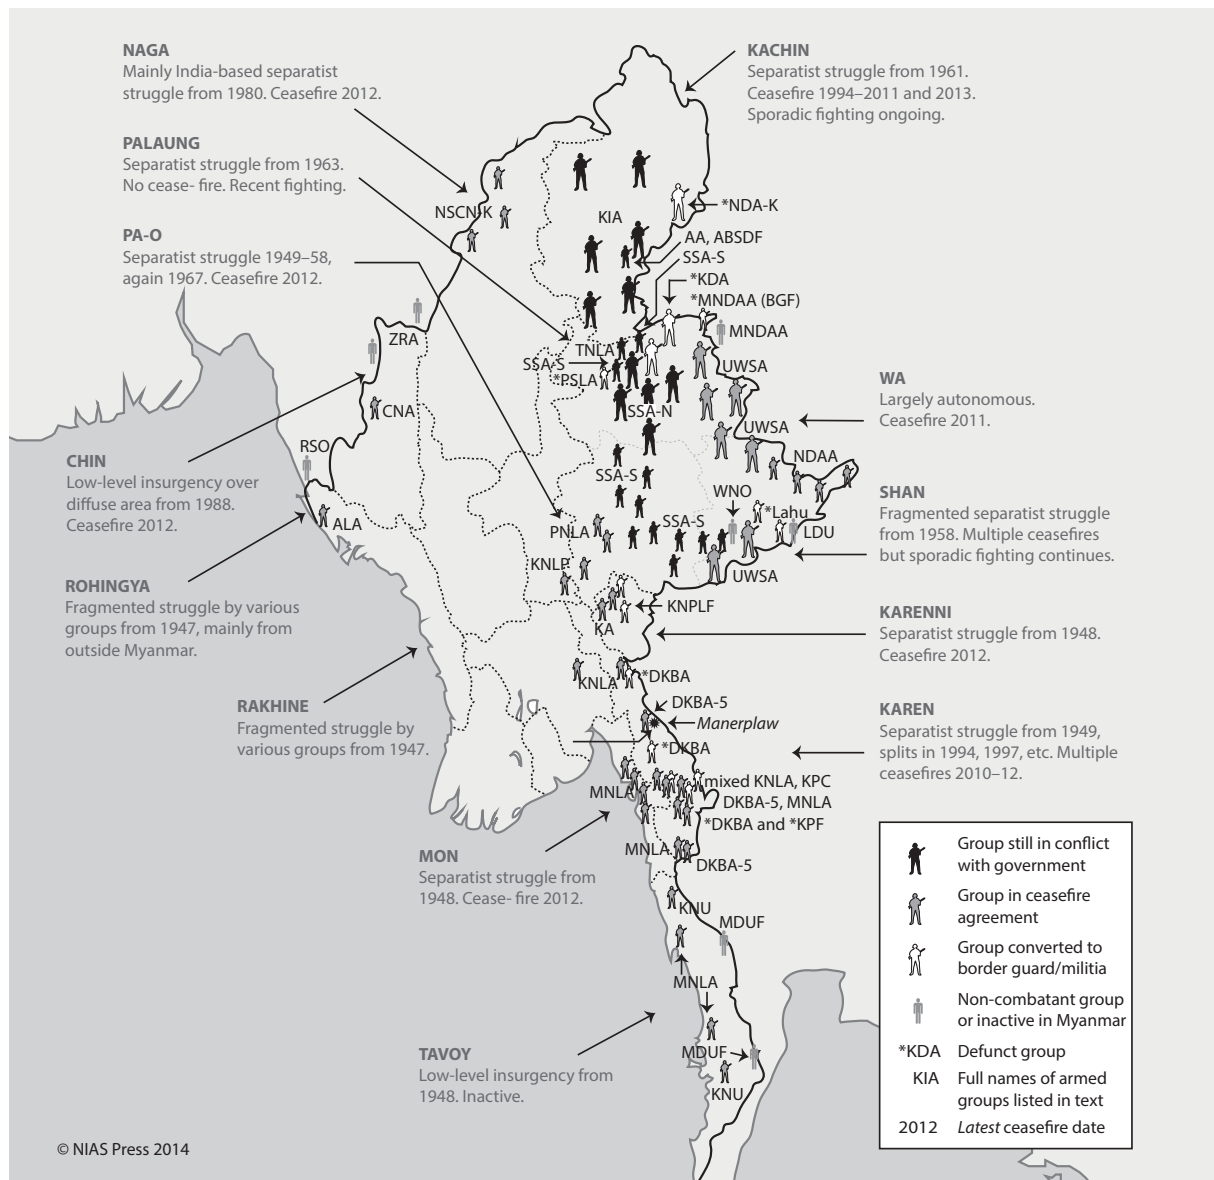 NAGA
Mainly India-based separatist
struggle from 1980. Ceasefire 2012.
KACHIN
Separatist struggle from 1961.
Ceasefire 1994–2011 and 2013.
Sporadic fighting ongoing.
PALAUNG
Separatist struggle from 1963.
No cease- fire. Recent fighting.
PA-O
Separatist struggle 1949–58,
again 1967. Ceasefire 2012.
NSCN-K
KIA
*NDA-K
AA, ABSDF
SSA-S
*KDA
*MNDAA (BGF)
MNDAA
ZRA
TNLA
SSA-S
*PSLA
UWSA
CNA
SSA-N
WA
Largely autonomous.
Ceasefire 2011.
UWSA
RSO
NDAA
CHIN
Low-level insurgency over
diffuse area from 1988.
Ceasefire 2012.
SSA-S
WNO
*Lahu
SHAN
Fragmented separatist struggle
from 1958. Multiple ceasefires
but sporadic fighting continues.
ALA
PNLA
SSA-S
LDU
KNLP
UWSA
ROHINGYA
Fragmented struggle by various
groups from 1947, mainly from
outside Myanmar.
KNPLF
KA
KARENNI
Separatist struggle from 1948.
Ceasefire 2012.
KNLA
*DKBA
RAKHINE
Fragmented struggle by
various groups from 1947.
DKBA-5
Manerplaw
*DKBA
KAREN
Separatist struggle from 1949,
splits in 1994, 1997, etc. Multiple
ceasefires 2010–12.
MNLA
mixed KNLA, KPC
DKBA-5, MNLA
*DKBA and *KPF
MNLA
DKBA-5
MON
Separatist struggle from
1948. Cease- fire 2012.
KNU
MDUF
MNLA
MDUF
KNU
TAVOY
Low-level insurgency from
1948. Inactive.
Group still in conflict
with government
Group in ceasefire
agreement
Group converted to
border guard/militia
Non-combatant group
or inactive in Myanmar
*KDA Defunct group
KIA Full names of armed
groups listed in text
2012 Latest ceasefire date
© NIAS Press 2014